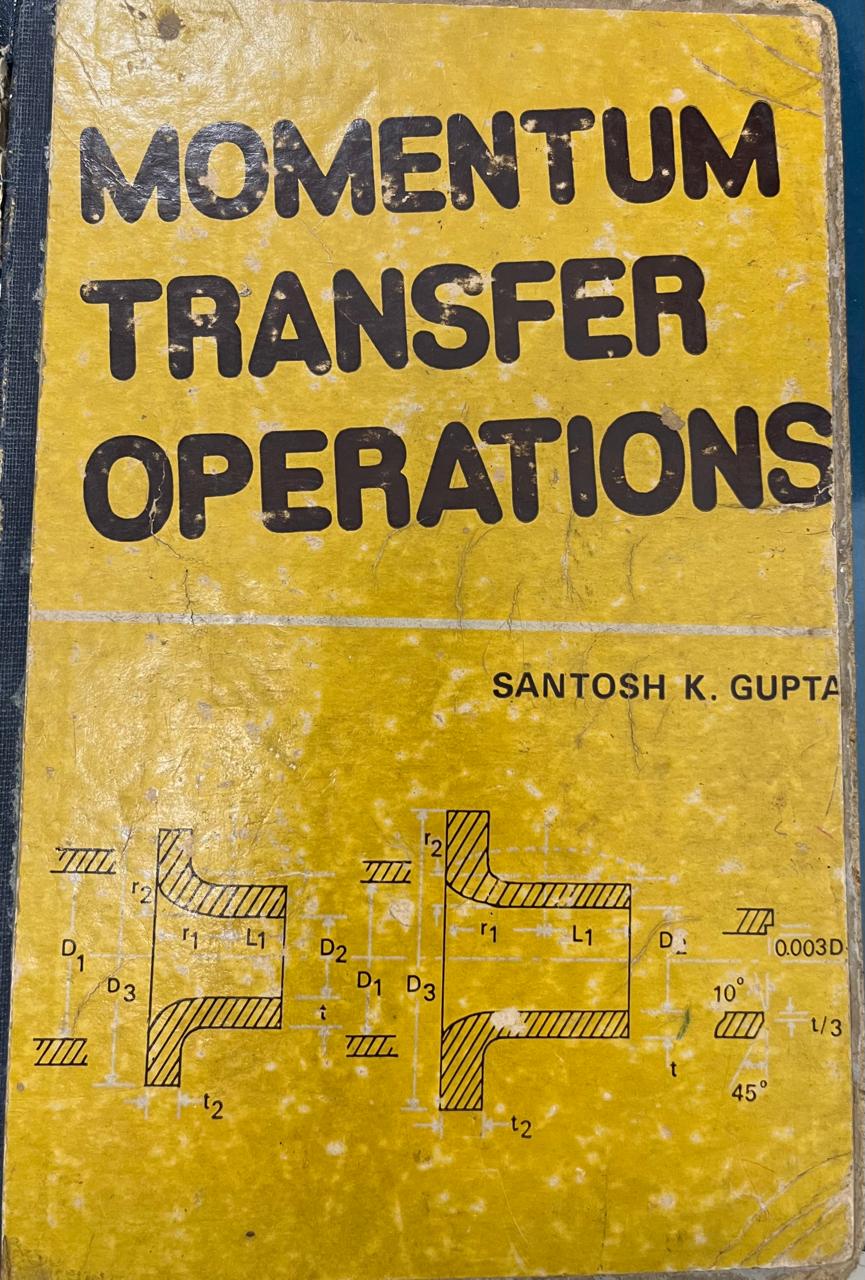 MOMENTUM
TRANSFER
OPERATIONS
SANTOSH K. GUPTA
r2
r2
r1 L1
r1 L1
D1
D3
D2
D1
D3
0.003D
10°
t
t/3
t
45°
t2
t2